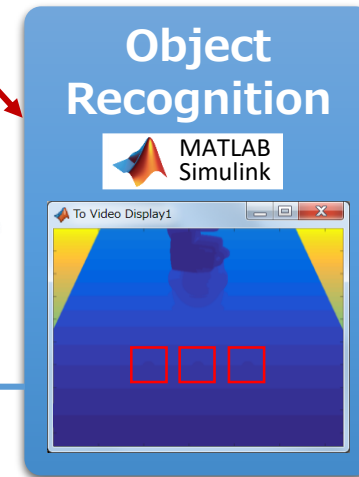 Object
Recognition
MATLAB
Simulink
To Video Display1